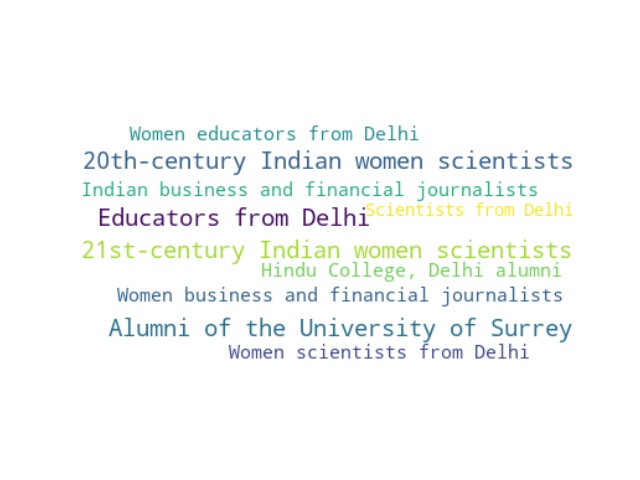 Women educators from Delhi
20th-century Indian women scientists
Indian business and financial journalists
Educators from Delhi
Scientists from Delhi
21st-century Indian women scientists
Hindu College, Delhi alumni
Women business and financial journalists
Alumni of the University of Surrey
Women scientists from Delhi